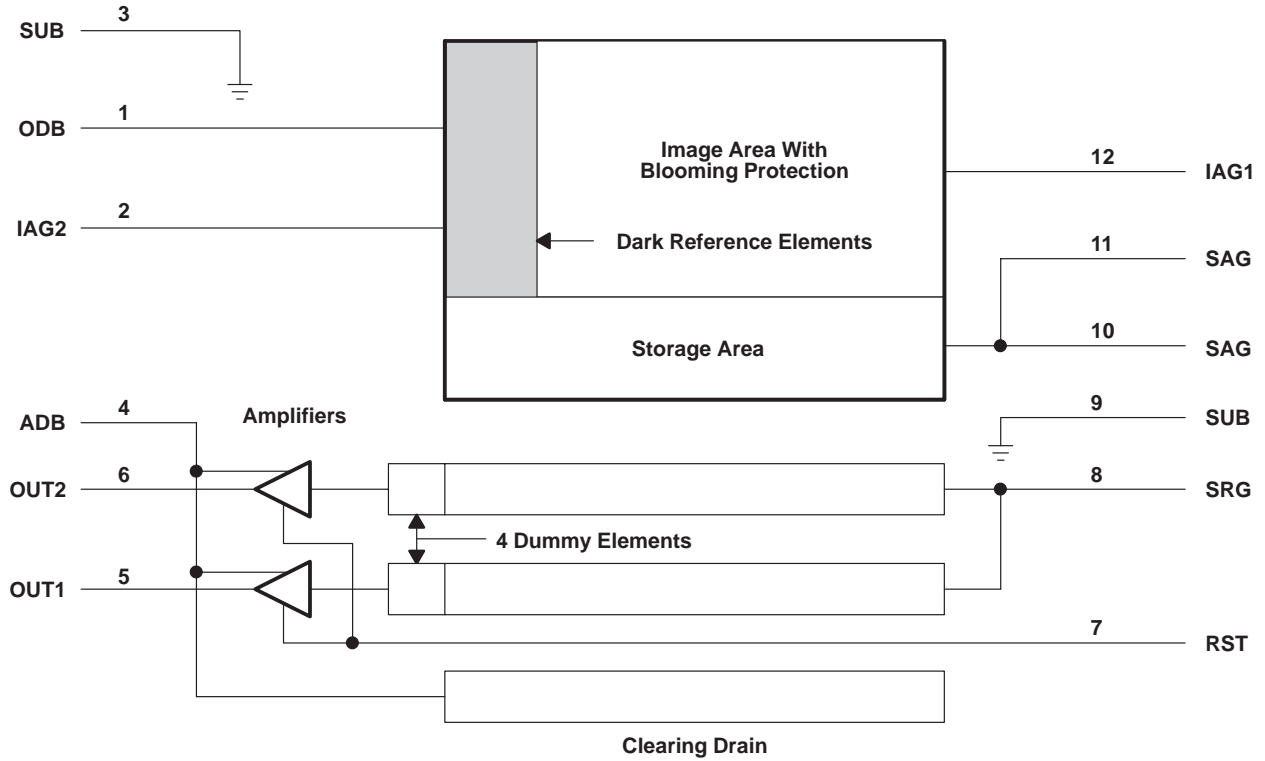 SUB 3
ODB 1
IAG2 2
Image Area With
Blooming Protection
Dark Reference Elements
Storage Area
12 IAG1
11 SAG
10 SAG
9 SUB
8 SRG
7 RST
ADB 4
Amplifiers
OUT2 6
4 Dummy Elements
OUT1 5
Clearing Drain